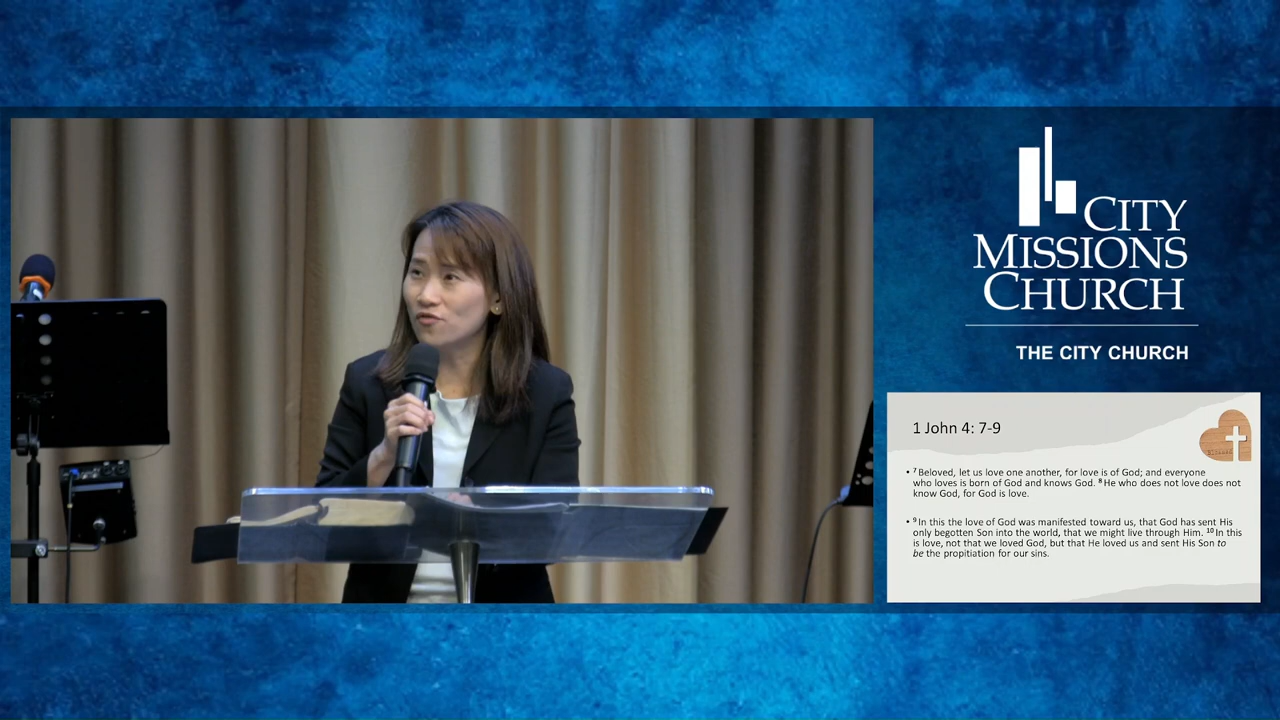 CITY
MISSIONS
CHURCH
THE CITY CHURCH
1 John 4: 7-9
• 7 Beloved, let us love one another, for love is of God; and everyone
who loves is born of God and knows God. 8 He who does not love does not
know God, for God is love.
• 9 In this the love of God was manifested toward us, that God has sent His
only begotten Son into the world, that we might live through Him. 10 In this
is love, not that we loved God, but that He loved us and sent His Son to
be the propitiation for our sins.